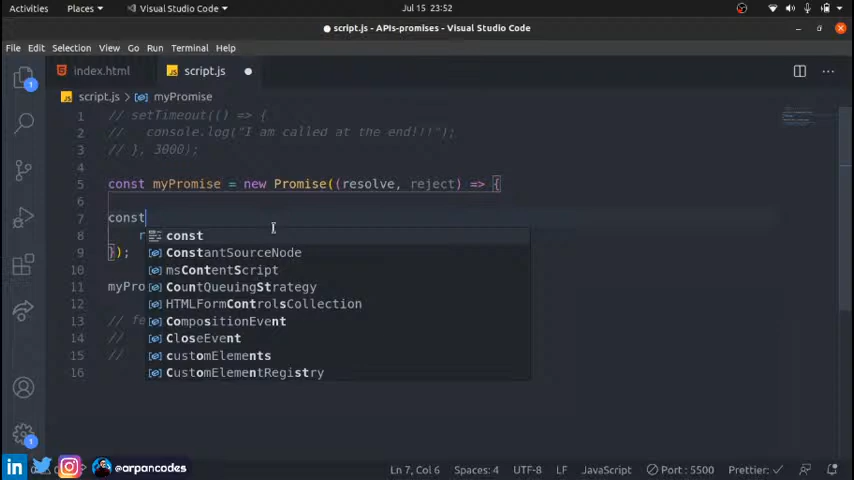 Activities Places Visual Studio Code Jul 15 23:52
script.js - APIs-promises - Visual Studio Code
File Edit Selection View Go Run Terminal Help
index.html script.js
script.js > myPromise
1 // setTimeout(() => {
2 // console.log("I am called at the end!!!");
3 // }, 3000);
4
5 const myPromise = new Promise((resolve, reject) => {
6
7 const
8 r const
9 }); ConstantSourceNode
10 msContentScript
11 myPro CountQueuingStrategy
12 HTMLFormControlsCollection
13 // fe CompositionEvent
14 // CloseEvent
15 // customElements
16 CustomElementRegistry
1
1
@arpancodes
Ln 7, Col 6 Spaces: 4 UTF-8 LF JavaScript Port : 5500 Prettier: ✓